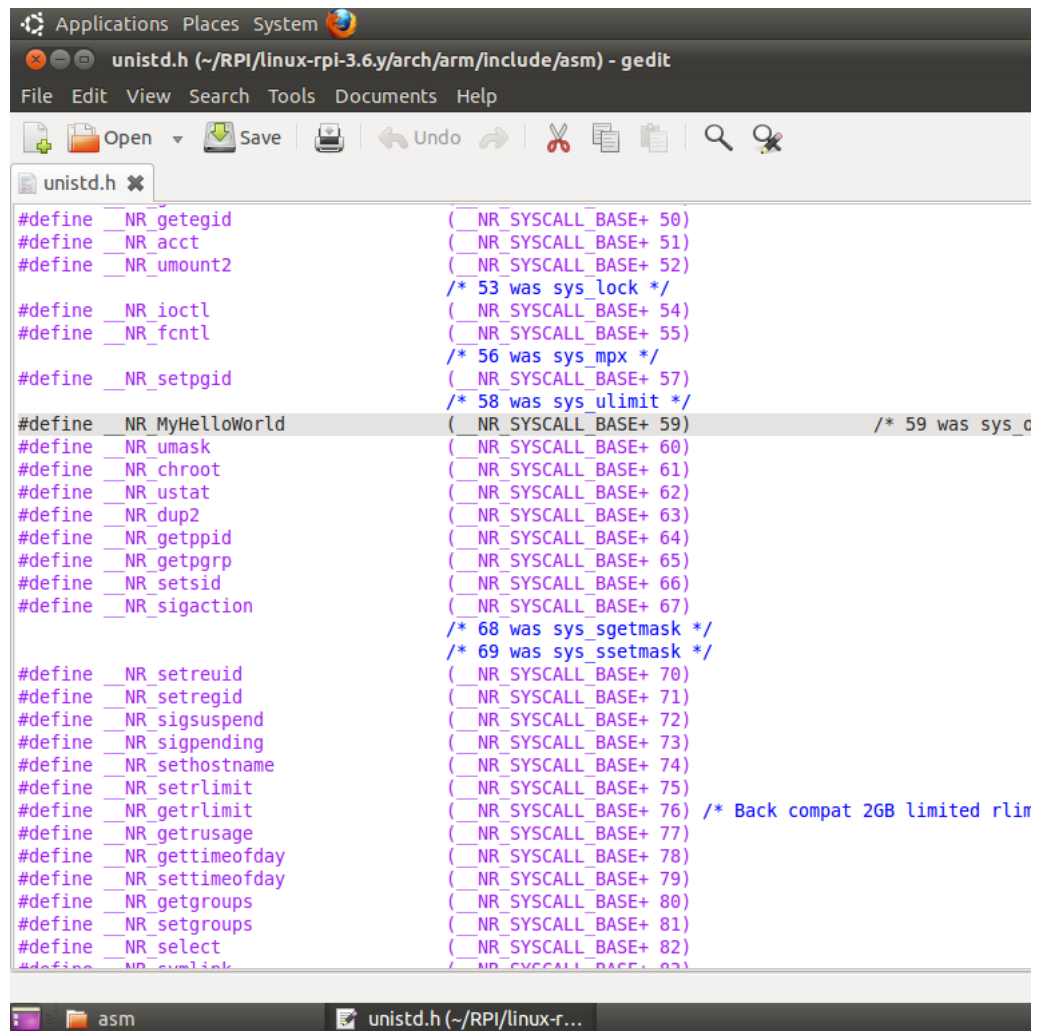 Applications Places System
unistd.h (~/RPI/linux-rpi-3.6.y/arch/arm/include/asm) - gedit
File Edit View Search Tools Documents Help
Open Save Undo
unistd.h
#define __NR_getegid (__NR_SYSCALL_BASE+ 50)
#define __NR_acct (__NR_SYSCALL_BASE+ 51)
#define __NR_umount2 (__NR_SYSCALL_BASE+ 52)
/* 53 was sys_lock */
#define __NR_ioctl (__NR_SYSCALL_BASE+ 54)
#define __NR_fcntl (__NR_SYSCALL_BASE+ 55)
/* 56 was sys_mpx */
#define __NR_setpgid (__NR_SYSCALL_BASE+ 57)
/* 58 was sys_ulimit */
#define __NR_MyHelloWorld (__NR_SYSCALL_BASE+ 59) /* 59 was
#define __NR_umask (__NR_SYSCALL_BASE+ 60)
#define __NR_chroot (__NR_SYSCALL_BASE+ 61)
#define __NR_ustat (__NR_SYSCALL_BASE+ 62)
#define __NR_dup2 (__NR_SYSCALL_BASE+ 63)
#define __NR_getppid (__NR_SYSCALL_BASE+ 64)
#define __NR_getpgrp (__NR_SYSCALL_BASE+ 65)
#define __NR_setsid (__NR_SYSCALL_BASE+ 66)
#define __NR_sigaction (__NR_SYSCALL_BASE+ 67)
/* 68 was sys_sgetmask */
/* 69 was sys_ssetmask */
#define __NR_setreuid (__NR_SYSCALL_BASE+ 70)
#define __NR_setregid (__NR_SYSCALL_BASE+ 71)
#define __NR_sigsuspend (__NR_SYSCALL_BASE+ 72)
#define __NR_sigpending (__NR_SYSCALL_BASE+ 73)
#define __NR_sethostname (__NR_SYSCALL_BASE+ 74)
#define __NR_setrlimit (__NR_SYSCALL_BASE+ 75)
#define __NR_getrlimit (__NR_SYSCALL_BASE+ 76) /* Back compat 2GB limited
#define __NR_getrusage (__NR_SYSCALL_BASE+ 77)
#define __NR_gettimeofday (__NR_SYSCALL_BASE+ 78)
#define __NR_settimeofday (__NR_SYSCALL_BASE+ 79)
#define __NR_getgroups (__NR_SYSCALL_BASE+ 80)
#define __NR_setgroups (__NR_SYSCALL_BASE+ 81)
#define __NR_select (__NR_SYSCALL_BASE+ 82)
#define __NR_symlink (__NR_SYSCALL_BASE+ 83)
asm unistd.h (~/RPI/linux-r...